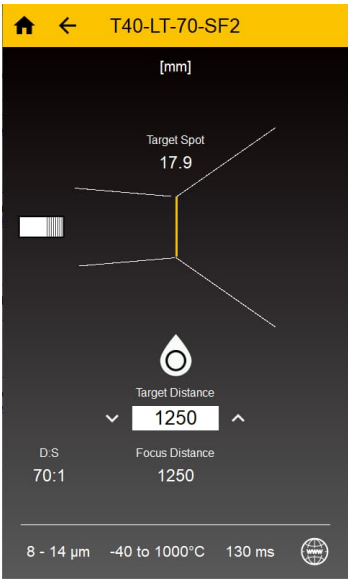 T40-LT-70-SF2
[mm]
Target Spot
17.9
Target Distance
1250
D:S
Focus Distance
70:1
1250
8 - 14 µm
-40 to 1000°C
130 ms
www